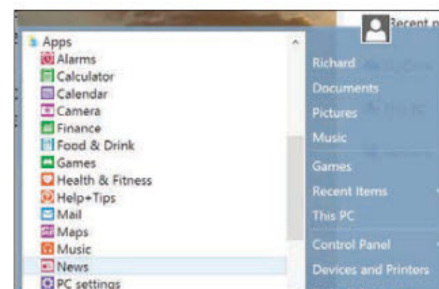 Recent
Apps
Alarms
Calculator
Calendar
Camera
Finance
Food & Drink
Games
Health & Fitness
Help+Tips
Mail
Maps
Music
News
PC settings
Richard
Documents
Pictures
Music
Games
Recent Items
This PC
Control Panel
Devices and Printers